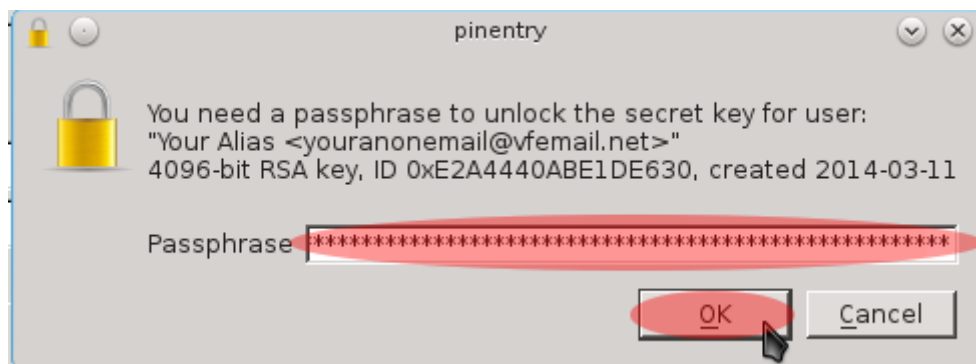 pinentry
You need a passphrase to unlock the secret key for user:
"Your Alias <youranonemail@vfemail.net>"
4096-bit RSA key, ID 0xE2A4440ABE1DE630, created 2014-03-11
Passphrase ****************************************************
OK Cancel